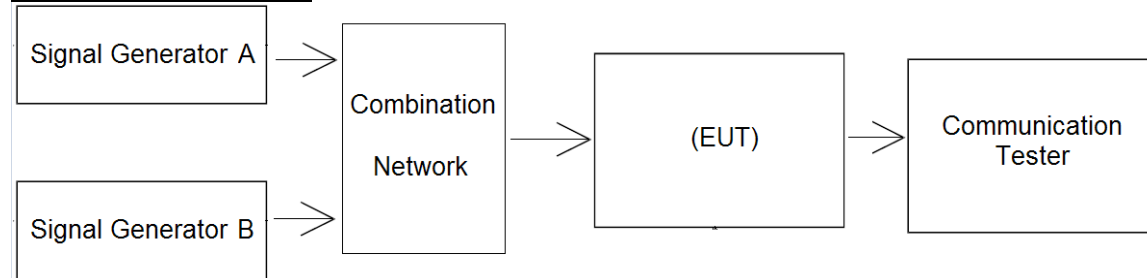 Signal Generator A
Combination
Network
Signal Generator B
(EUT)
Communication
Tester